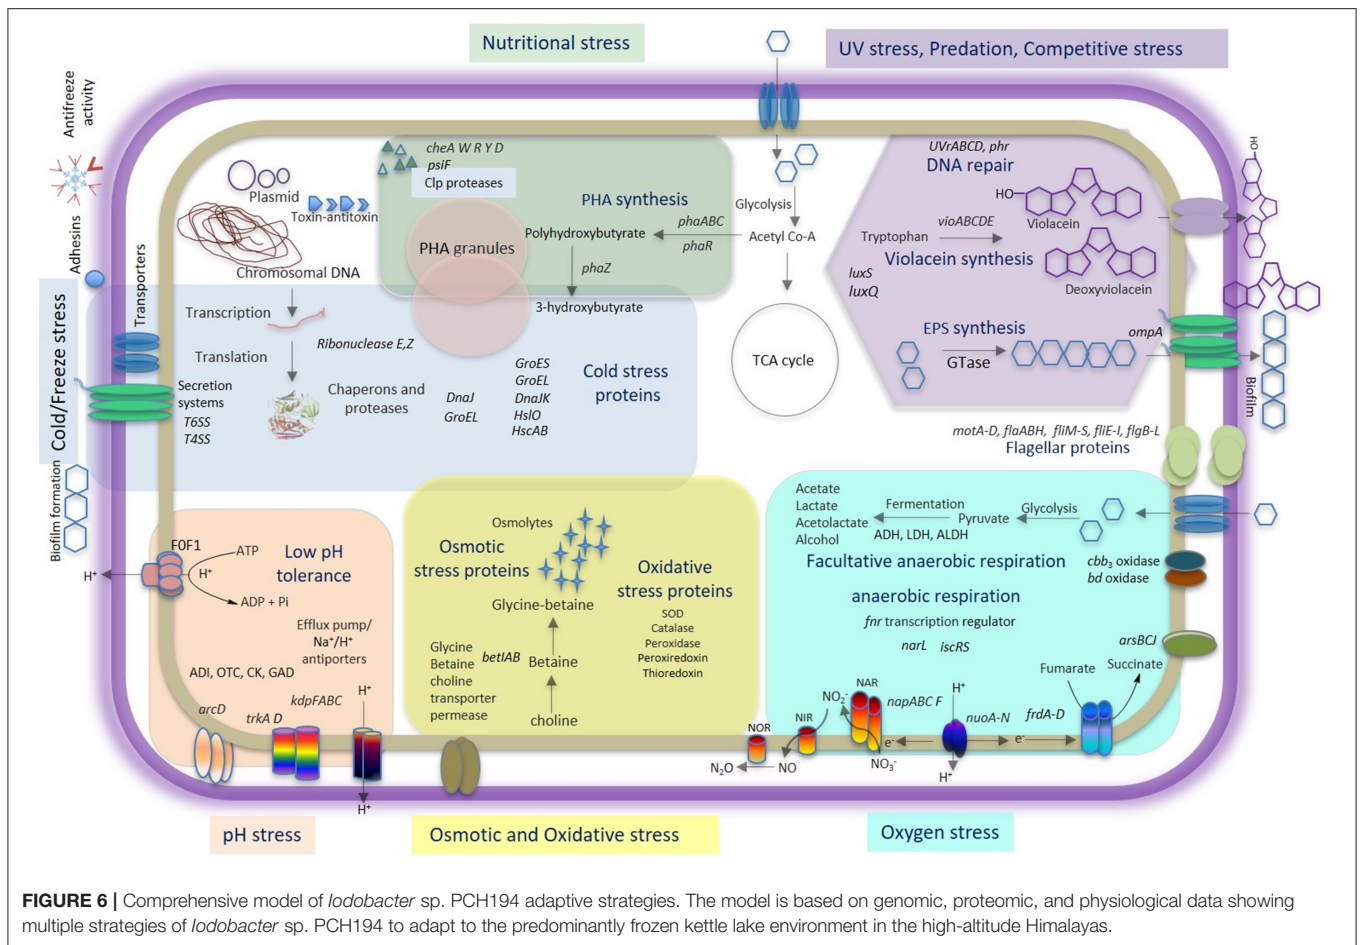 Nutritional stress
UV stress, Predation, Competitive stress
Antifreeze
activity
Adhesins
Transporters
Cold/Freeze stress
Biofilm formation
Plasmid
Toxin-antitoxin
Chromosomal DNA
Transcription
Translation
Ribonuclease E,Z
Chaperons and
proteases
Secretion
systems
T6SS
T4SS
cheA W R Y D
psiF
Clp proteases
PHA granules
PHA synthesis
Polyhydroxybutyrate
phaABC
phaR
phaZ
3-hydroxybutyrate
DnaJ
GroEL
GroES
GroEL
DnaJK
HslO
HscAB
Cold stress
proteins
Glycolysis
Acetyl Co-A
TCA cycle
UVrABCD, phr
DNA repair
HO
Violacein
Tryptophan
vioABCDE
Violacein synthesis
luxS
luxQ
Deoxyviolacein
EPS synthesis
GTase
ompA
HO
Biofilm
motA-D, flaABH, fliM-S, fliE-I, flgB-L
Flagellar proteins
F0F1
H+
H+
ATP
ADP + Pi
Low pH
tolerance
Efflux pump/
Na+/H+
antiporters
ADI, OTC, CK, GAD
arcD
trkA D
kdpFABC
H+
H+
Osmolytes
Osmotic
stress proteins
Glycine-betaine
Glycine
Betaine
choline
transporter
permease
betIAB
Betaine
choline
Oxidative
stress proteins
SOD
Catalase
Peroxidase
Peroxiredoxin
Thioredoxin
Acetate
Lactate
Acetolactate
Alcohol
Fermentation
ADH, LDH, ALDH
Pyruvate
Glycolysis
Facultative anaerobic respiration
cbb3 oxidase
bd oxidase
anaerobic respiration
fnr transcription regulator
narL iscRS
arsBCJ
Fumarate
Succinate
NOR
NIR
NAR
NO2-
napABC F
H+
nuoA-N
frdA-D
e-
e-
N2O
NO
NO3-
H+
pH stress
Osmotic and Oxidative stress
Oxygen stress
FIGURE 6 | Comprehensive model of Iodobacter sp. PCH194 adaptive strategies. The model is based on genomic, proteomic, and physiological data showing
multiple strategies of Iodobacter sp. PCH194 to adapt to the predominantly frozen kettle lake environment in the high-altitude Himalayas.